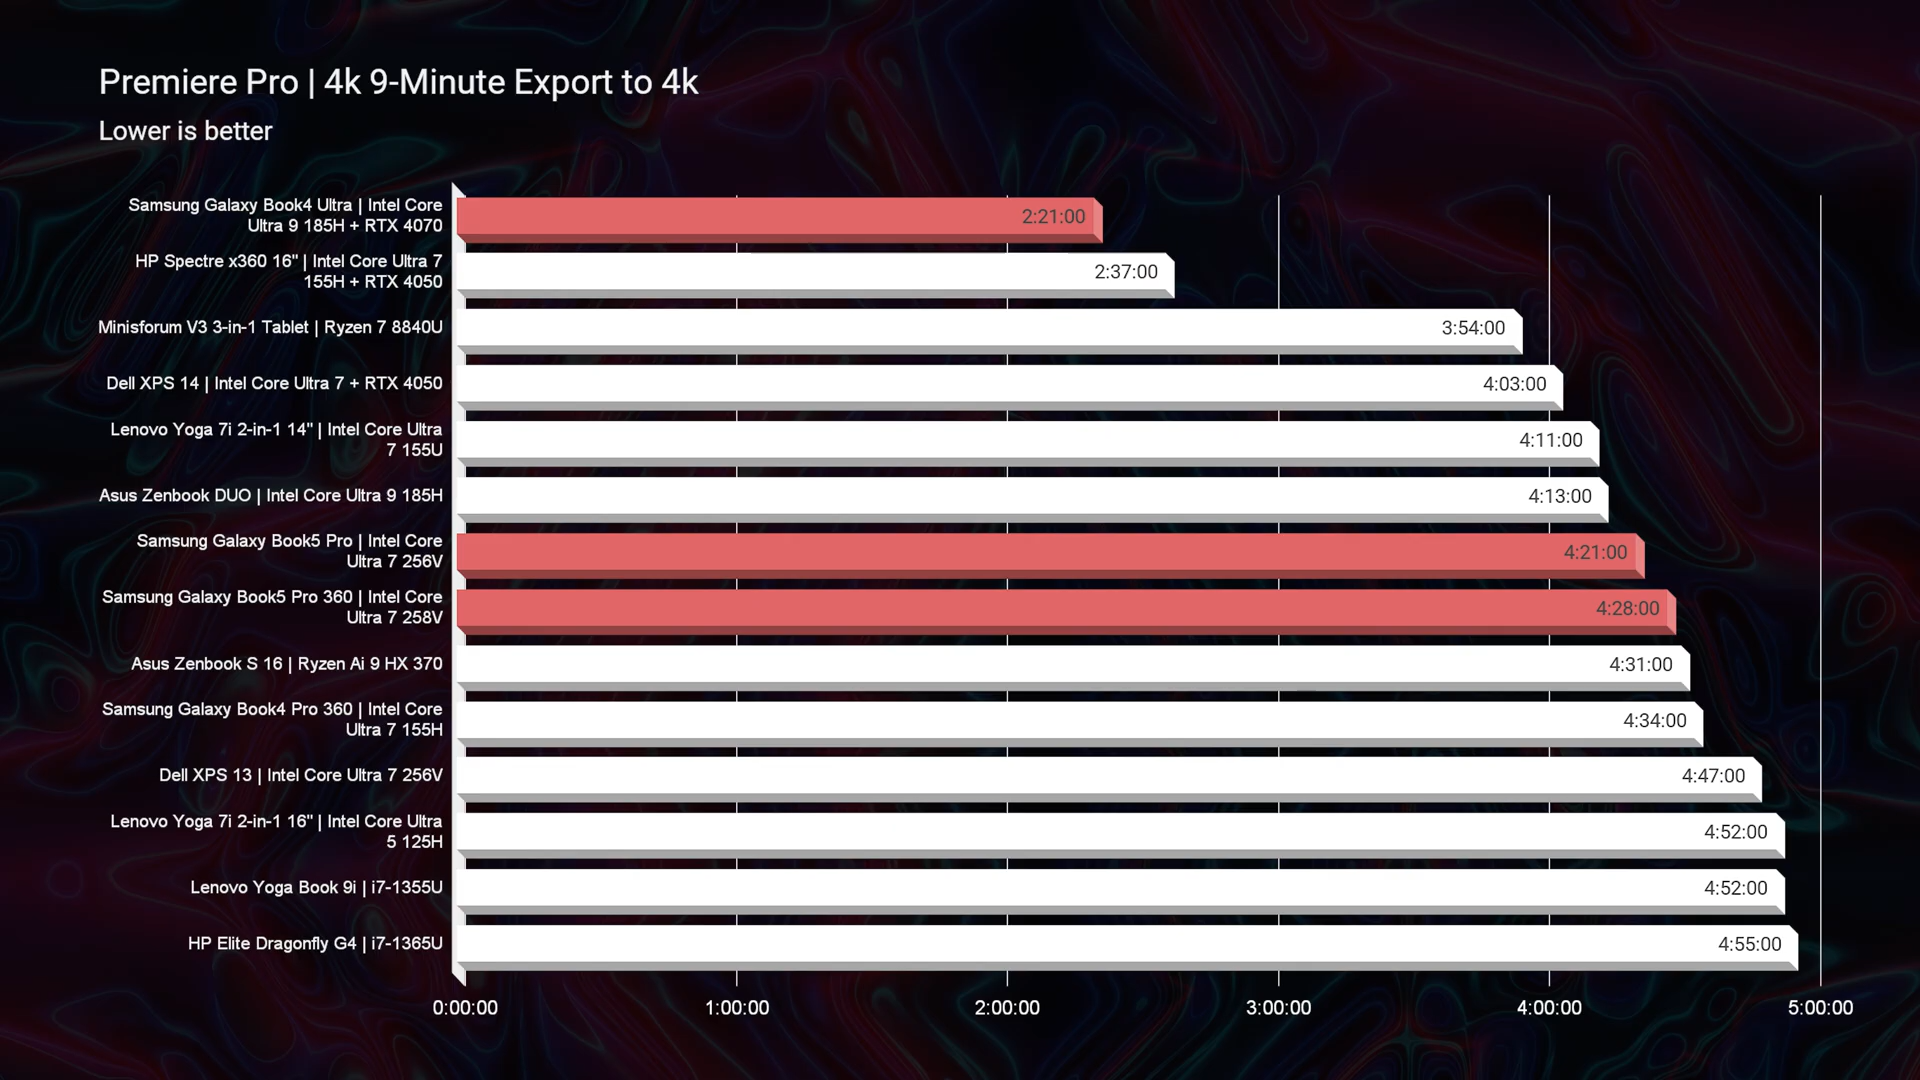 Premiere Pro | 4k 9-Minute Export to 4k
Lower is better
Samsung Galaxy Book4 Ultra | Intel Core
Ultra 9 185H + RTX 4070
2:21:00
HP Spectre x360 16" | Intel Core Ultra 7
155H + RTX 4050
2:37:00
Minisforum V3 3-in-1 Tablet | Ryzen 7 8840U
3:54:00
Dell XPS 14 | Intel Core Ultra 7 + RTX 4050
4:03:00
Lenovo Yoga 7i 2-in-1 14" | Intel Core Ultra
7 155U
4:11:00
Asus Zenbook DUO | Intel Core Ultra 9 185H
4:13:00
Samsung Galaxy Book5 Pro | Intel Core
Ultra 7 256V
4:21:00
Samsung Galaxy Book5 Pro 360 | Intel Core
Ultra 7 258V
4:28:00
Asus Zenbook S 16 | Ryzen Ai 9 HX 370
4:31:00
Samsung Galaxy Book4 Pro 360 | Intel Core
Ultra 7 155H
4:34:00
Dell XPS 13 | Intel Core Ultra 7 256V
4:47:00
Lenovo Yoga 7i 2-in-1 16" | Intel Core Ultra
5 125H
4:52:00
Lenovo Yoga Book 9i | i7-1355U
4:52:00
HP Elite Dragonfly G4 | i7-1365U
4:55:00
0:00:00 1:00:00 2:00:00 3:00:00 4:00:00 5:00:00